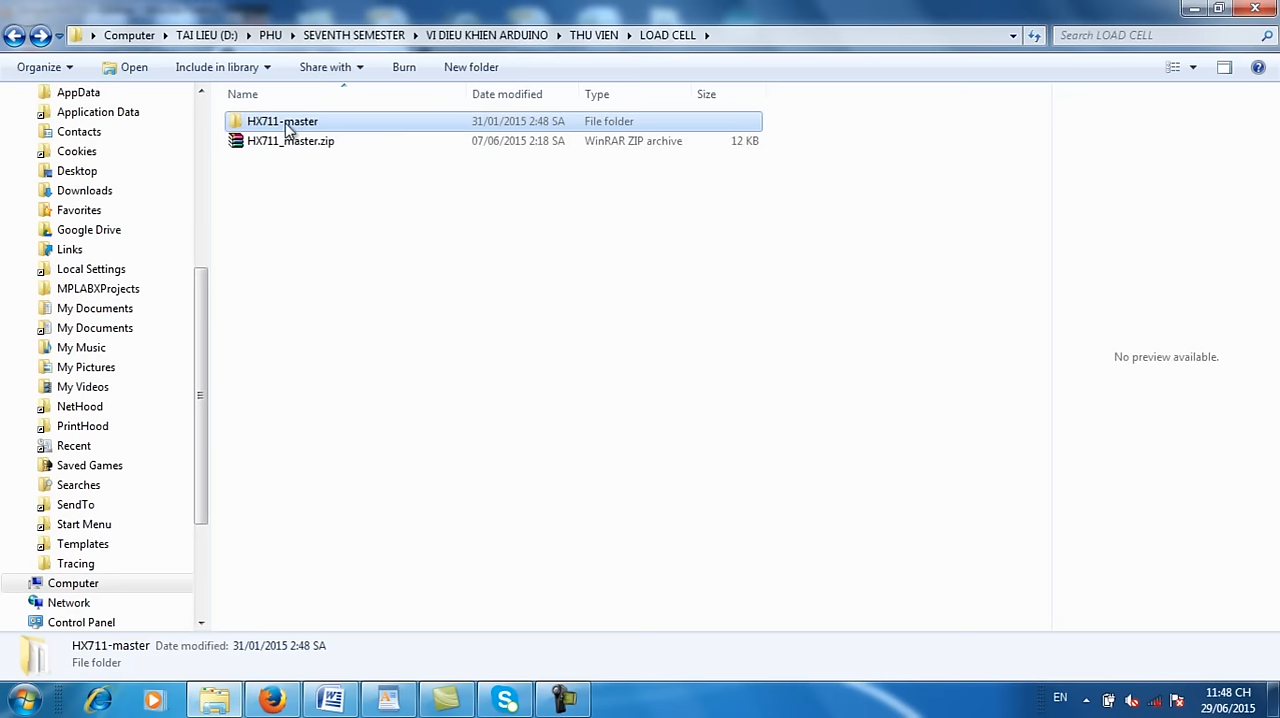 Computer TAI LIEU (D:) PHU SEVENTH SEMESTER VI DIEU KHIEN ARDUINO THU VIEN LOAD CELL Search LOAD CELL
Organize Open Include in library Share with Burn New folder
AppData
Application Data
Contacts
Cookies
Desktop
Downloads
Favorites
Google Drive
Links
Local Settings
MPLABXProjects
My Documents
My Documents
My Music
My Pictures
My Videos
NetHood
PrintHood
Recent
Saved Games
Searches
SendTo
Start Menu
Templates
Tracing
Computer
Network
Control Panel
Name Date modified Type Size
HX711-master 31/01/2015 2:48 SA File folder
HX711_master.zip 07/06/2015 2:18 SA WinRAR ZIP archive 12 KB
No preview available.
HX711-master Date modified: 31/01/2015 2:48 SA
File folder
EN 11:48 CH
29/06/2015